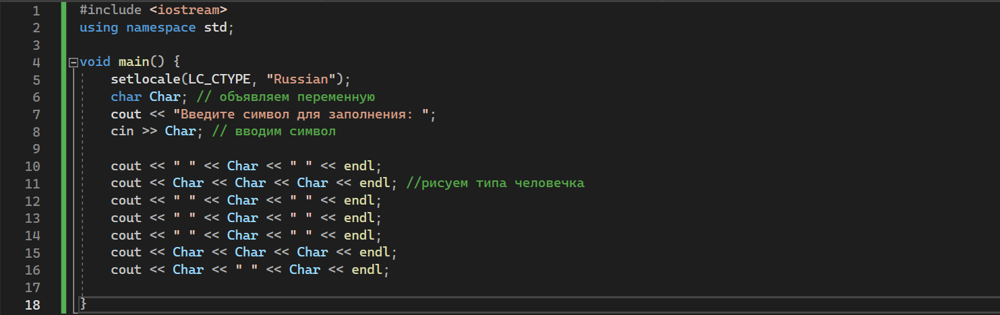 1 #include <iostream>
2 using namespace std;
3
4 void main() {
5 setlocale(LC_CTYPE, "Russian");
6 char Char; // объявляем переменную
7 cout << "Введите символ для заполнения: ";
8 cin >> Char; // вводим символ
9
10 cout << " " << Char << " " << endl;
11 cout << Char << Char << Char << endl; //рисуем типа человечка
12 cout << " " << Char << " " << endl;
13 cout << " " << Char << " " << endl;
14 cout << " " << Char << " " << endl;
15 cout << Char << Char << Char << endl;
16 cout << Char << " " << Char << endl;
17
18 }